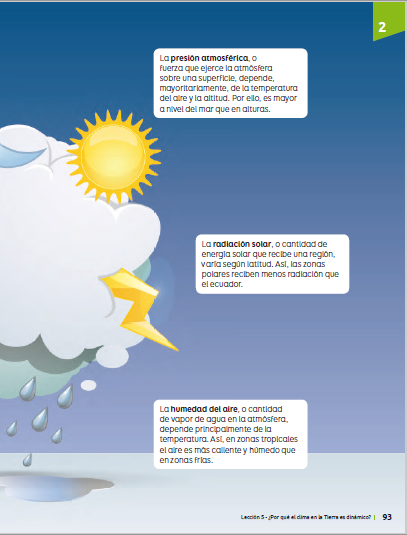 2
La presión atmosférica, o
fuerza que ejerce la atmósfera
sobre una superficie, depende,
mayoritariamente, de la temperatura
del aire y la altitud. Por ello, es mayor
a nivel del mar que en alturas.
La radiación solar, o cantidad de
energía solar que recibe una región,
varía según latitud. Así, las zonas
polares reciben menos radiación que
el ecuador.
La humedad del aire, o cantidad
de vapor de agua en la atmósfera,
depende principalmente de la
temperatura. Así, en zonas tropicales
el aire es más caliente y húmedo que
en zonas frías.
Lección 5 - ¿Por qué el clima en la Tierra es dinámico? | 93